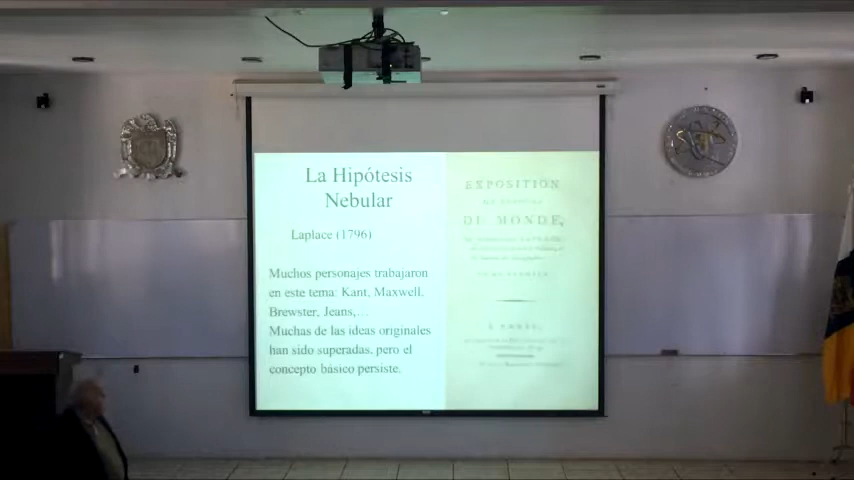 La Hipótesis
Nebular
Laplace (1796)
Muchos personajes trabajaron
en este tema: Kant, Maxwell,
Brewster, Jeans,…
Muchas de las ideas originales
han sido superadas, pero el
concepto básico persiste.
EXPOSITION
DU MONDE,
A PARIS,